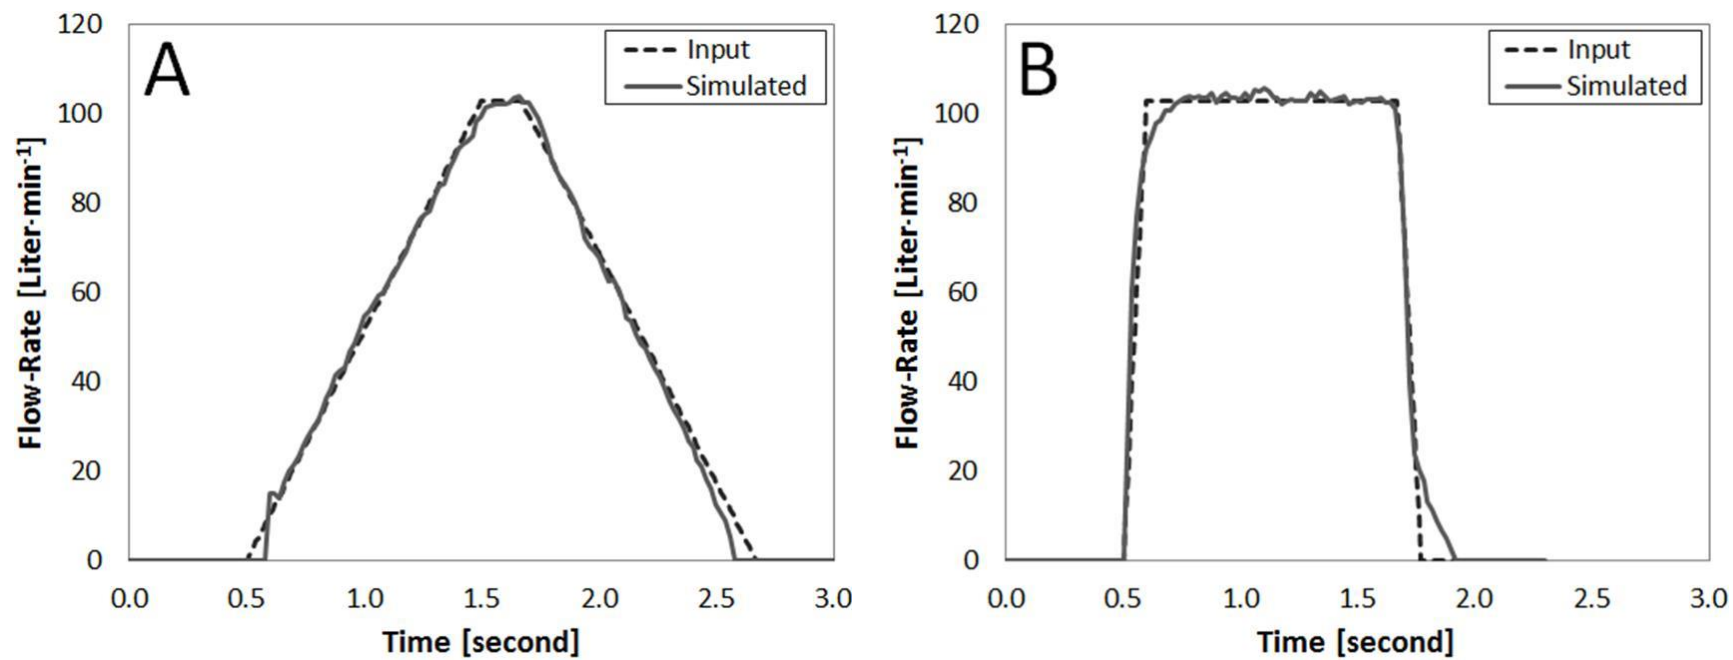 A
Input
Simulated
120
100
80
60
40
20
0
0.0 0.5 1.0 1.5 2.0 2.5 3.0
Flow-Rate [Liter·min⁻¹]
Time [second]
B
Input
Simulated
120
100
80
60
40
20
0
0.0 0.5 1.0 1.5 2.0 2.5 3.0
Flow-Rate [Liter·min⁻¹]
Time [second]